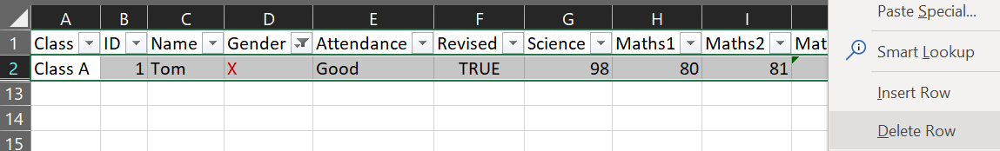 A B C D E F G H I
Paste Special...
1 Class ID Name Gender Attendance Revised Science Maths1 Maths2 Mat
Smart Lookup
2 Class A 1 Tom X Good TRUE 98 80 81
13
Insert Row
14
Delete Row
15